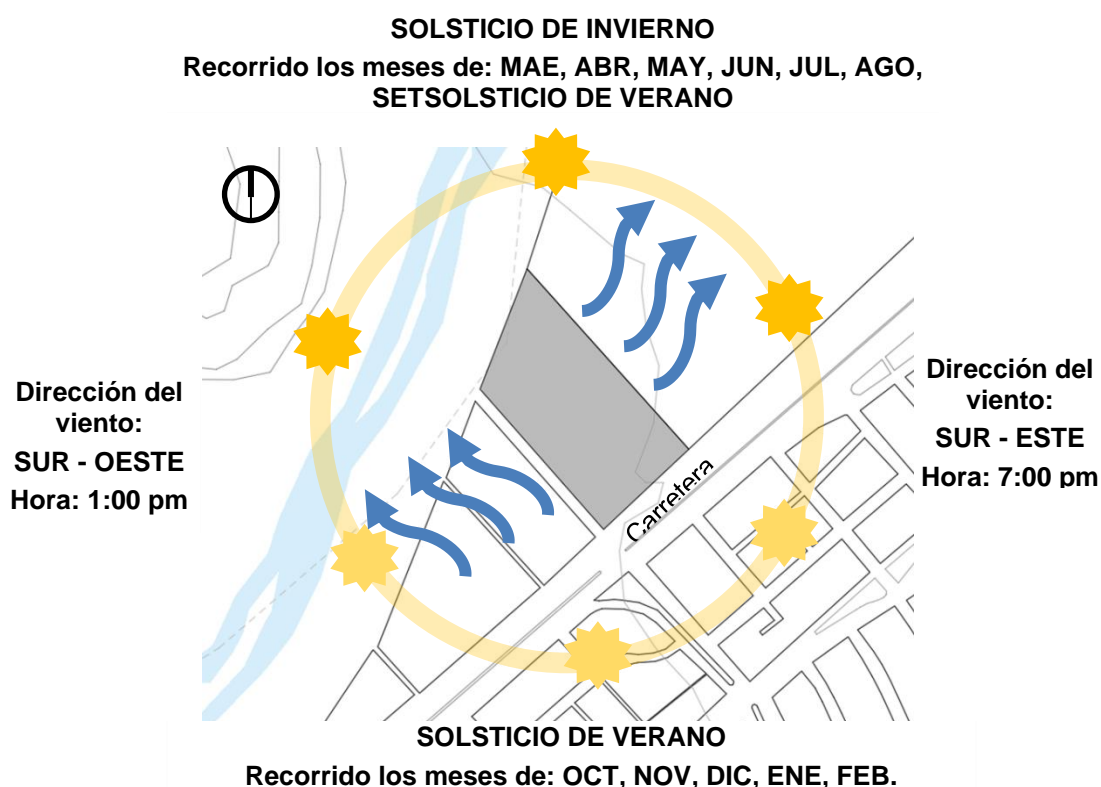 SOLSTICIO DE INVIERNO
Recorrido los meses de: MAE, ABR, MAY, JUN, JUL, AGO,
SETSOLSTICIO DE VERANO
Dirección del
viento:
SUR - OESTE
Hora: 1:00 pm
Dirección del
viento:
SUR - ESTE
Hora: 7:00 pm
Carretera
SOLSTICIO DE VERANO
Recorrido los meses de: OCT, NOV, DIC, ENE, FEB.